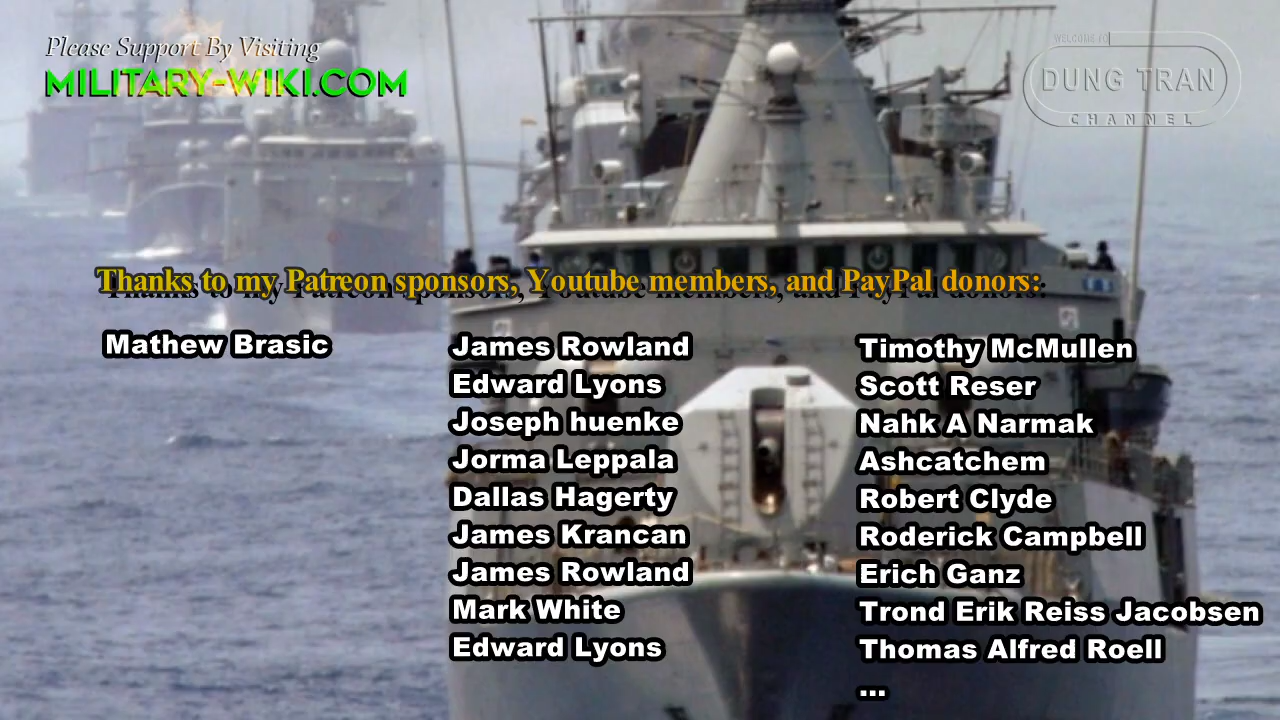 Please Support By Visiting
MILITARY-WIKI.COM
WELCOME TO
DUNG TRAN
CHANNEL
Thanks to my Patreon sponsors, Youtube members, and PayPal donors:
Mathew Brasic
James Rowland
Edward Lyons
Joseph huenke
Jorma Leppala
Dallas Hagerty
James Krancan
James Rowland
Mark White
Edward Lyons
Timothy McMullen
Scott Reser
Nahk A Narmak
Ashcatchem
Robert Clyde
Roderick Campbell
Erich Ganz
Trond Erik Reiss Jacobsen
Thomas Alfred Roell
...